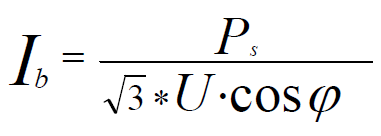 I_b = P_s / (√3 * U·cos φ)